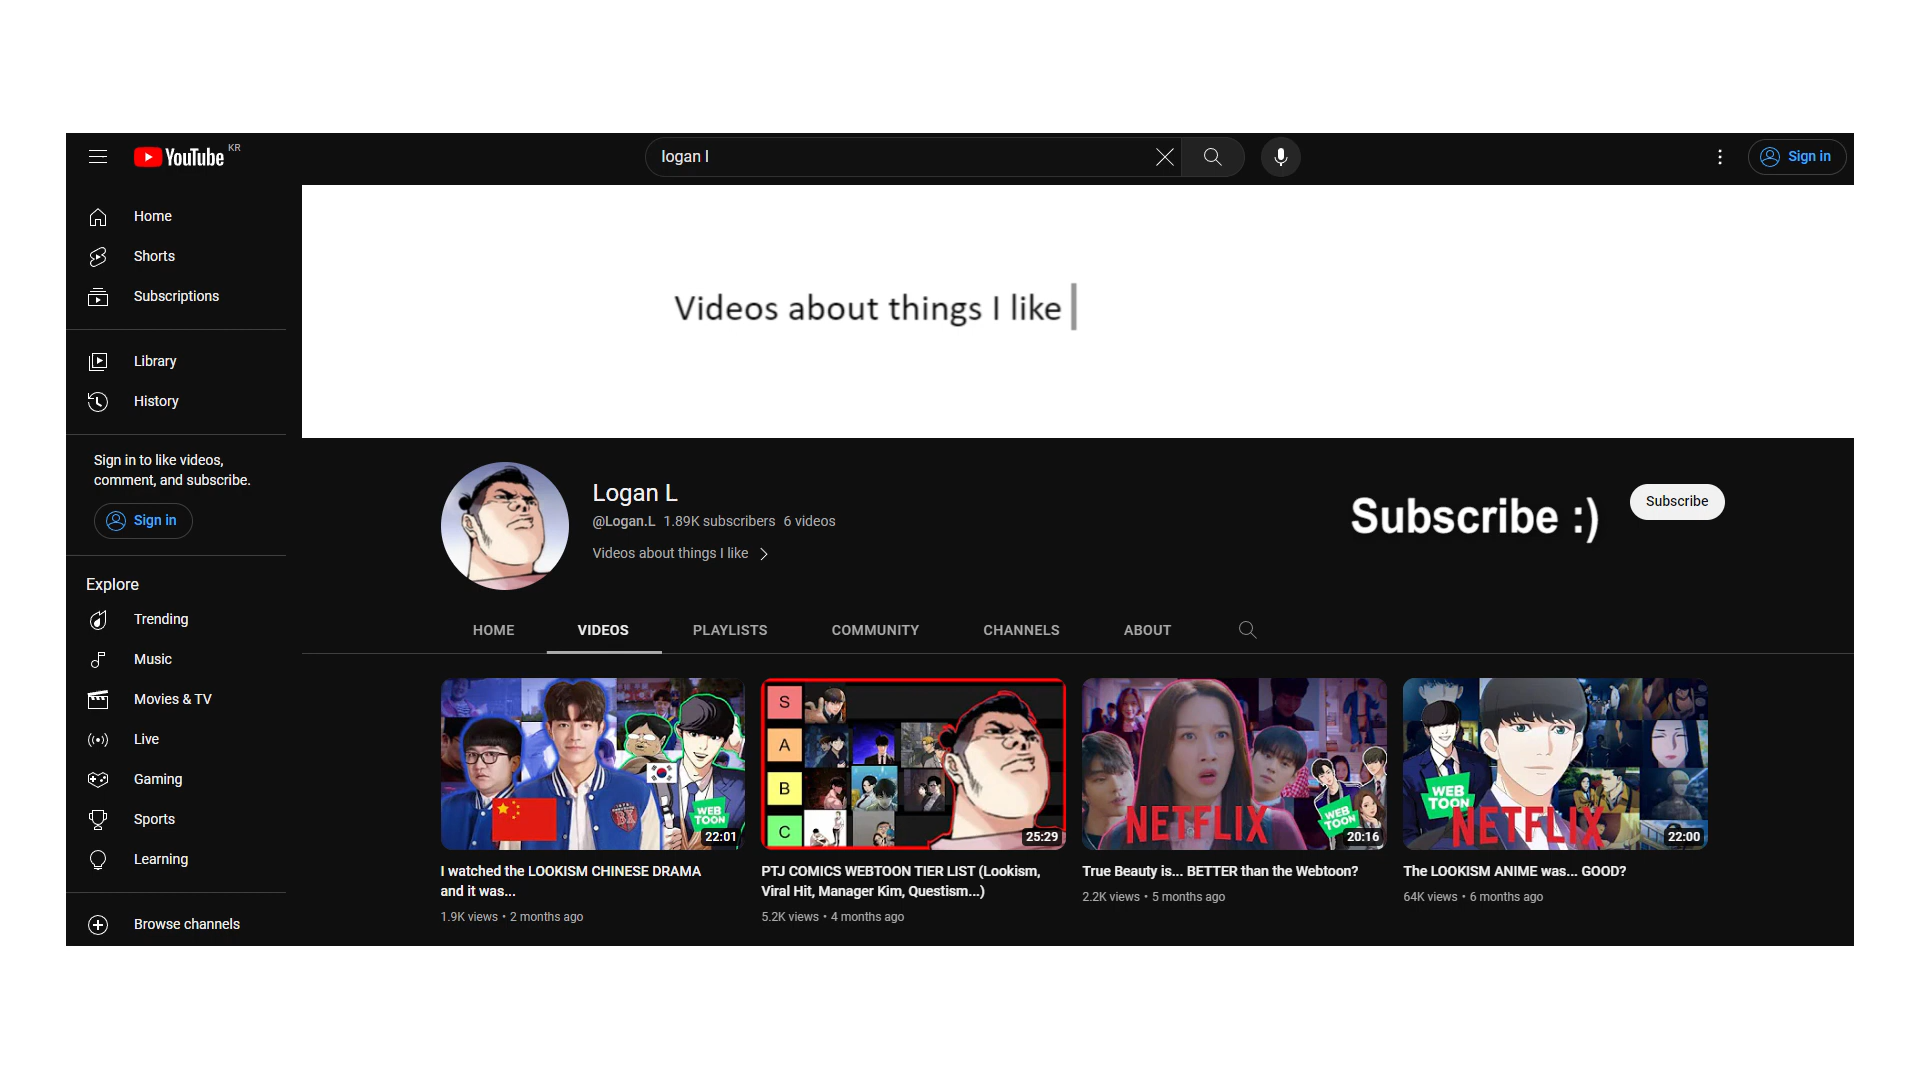 YouTube KR
logan l
Sign in
Home
Shorts
Subscriptions
Library
History
Sign in to like videos,
comment, and subscribe.
Sign in
Explore
Trending
Music
Movies & TV
Live
Gaming
Sports
Learning
Browse channels
Videos about things I like
Logan L
@Logan.L 1.89K subscribers 6 videos
Videos about things I like
Subscribe :)
Subscribe
HOME
VIDEOS
PLAYLISTS
COMMUNITY
CHANNELS
ABOUT
WEB
TOON
22:01
I watched the LOOKISM CHINESE DRAMA
and it was...
1.9K views • 2 months ago
S
A
B
C
25:29
PTJ COMICS WEBTOON TIER LIST (Lookism,
Viral Hit, Manager Kim, Questism...)
5.2K views • 4 months ago
NETFLIX
WEB
TOON
20:16
True Beauty is... BETTER than the Webtoon?
2.2K views • 5 months ago
WEB
TOON
NETFLIX
22:00
The LOOKISM ANIME was... GOOD?
64K views • 6 months ago